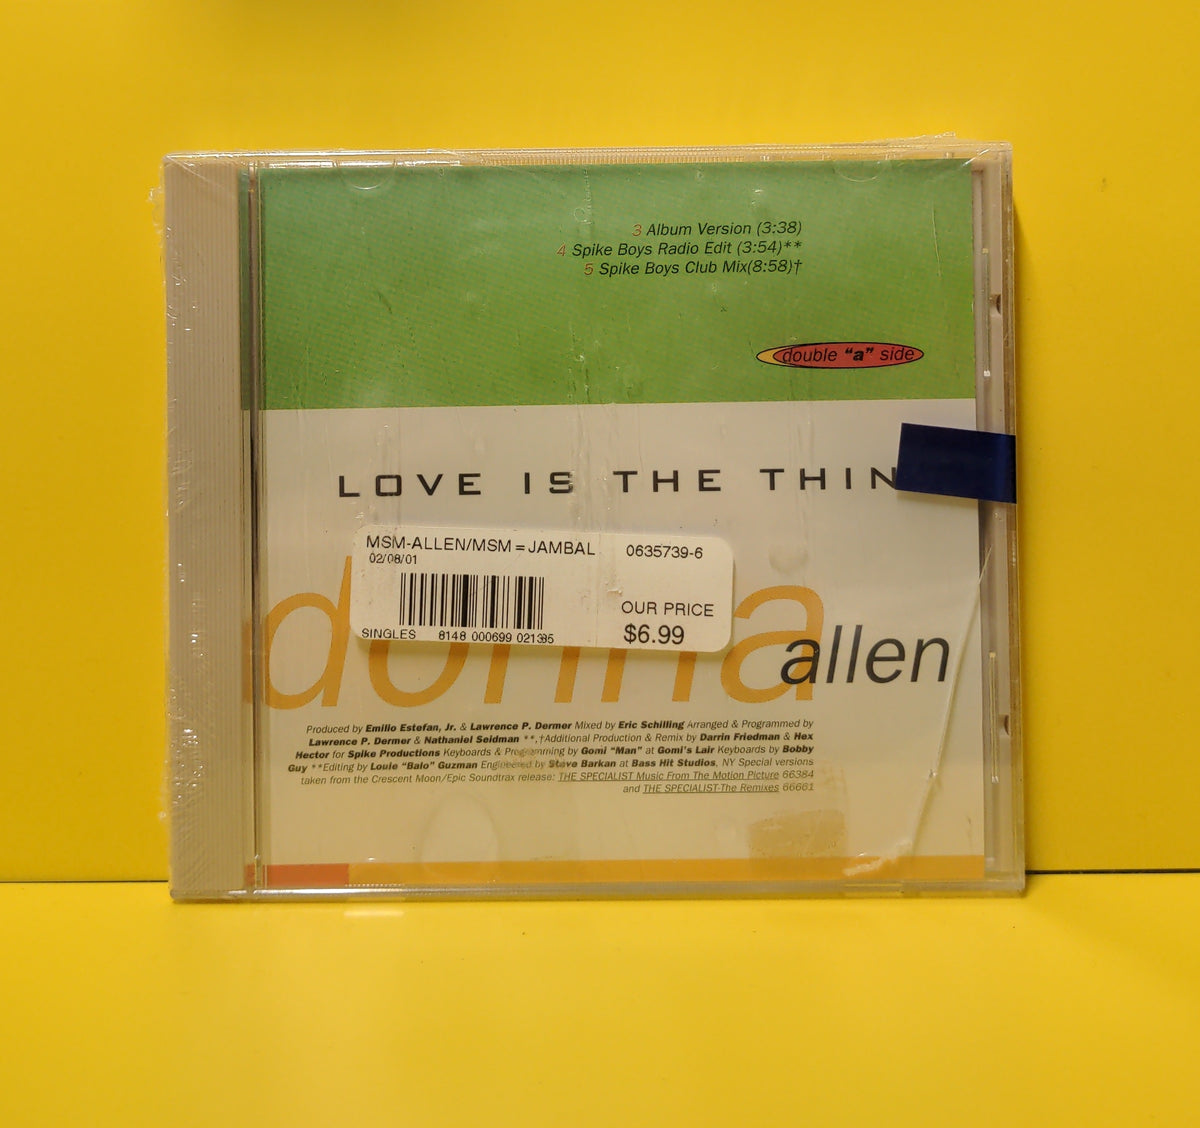 3 Album Version (3:38)
4 Spike Boys Radio Edit (3:54)**
5 Spike Boys Club Mix(8:58)†
double "a" side
LOVE IS THE THIN
MSM-ALLEN/MSM=JAMBAL 0635739-6
02/08/01
OUR PRICE
SINGLES 8148 000699 021385 $6.99
donna
allen
Produced by Emilio Estefan, Jr. & Lawrence P. Dermer Mixed by Eric Schilling Arranged & Programmed by
Lawrence P. Dermer & Nathaniel Seidman **,†Additional Production & Remix by Darrin Friedman & Hex
Hector for Spike Productions Keyboards & Programming by Gomi "Man" at Gomi's Lair Keyboards by Bobby
Guy **Editing by Louie "Balo" Guzman Engineered by Steve Barkan at Bass Hit Studios, NY Special versions
taken from the Crescent Moon/Epic Soundtrax release: THE SPECIALIST Music From The Motion Picture 66384
and THE SPECIALIST-The Remixes 66661